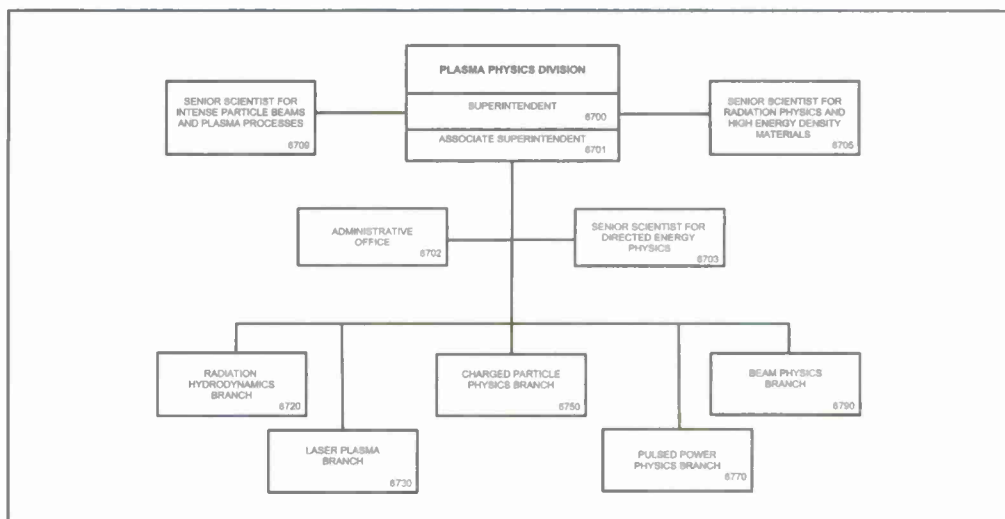 PLASMA PHYSICS DIVISION
SUPERINTENDENT
6700
ASSOCIATE SUPERINTENDENT
6701
SENIOR SCIENTIST FOR
INTENSE PARTICLE BEAMS
AND PLASMA PROCESSES
6709
SENIOR SCIENTIST FOR
RADIATION PHYSICS AND
HIGH ENERGY DENSITY
MATERIALS
6705
ADMINISTRATIVE
OFFICE
6702
SENIOR SCIENTIST FOR
DIRECTED ENERGY
PHYSICS
6703
RADIATION
HYDRODYNAMICS
BRANCH
6720
CHARGED PARTICLE
PHYSICS BRANCH
6750
BEAM PHYSICS
BRANCH
6790
LASER PLASMA
BRANCH
6730
PULSED POWER
PHYSICS BRANCH
6770